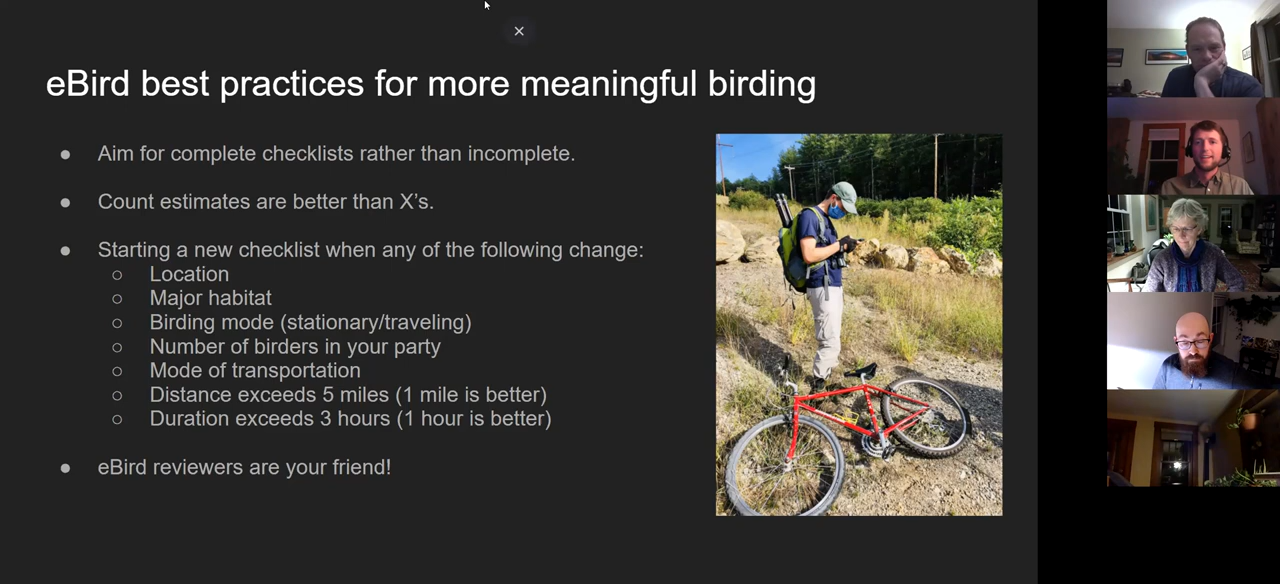 eBird best practices for more meaningful birding
● Aim for complete checklists rather than incomplete.
● Count estimates are better than X’s.
● Starting a new checklist when any of the following change:
○ Location
○ Major habitat
○ Birding mode (stationary/traveling)
○ Number of birders in your party
○ Mode of transportation
○ Distance exceeds 5 miles (1 mile is better)
○ Duration exceeds 3 hours (1 hour is better)
● eBird reviewers are your friend!